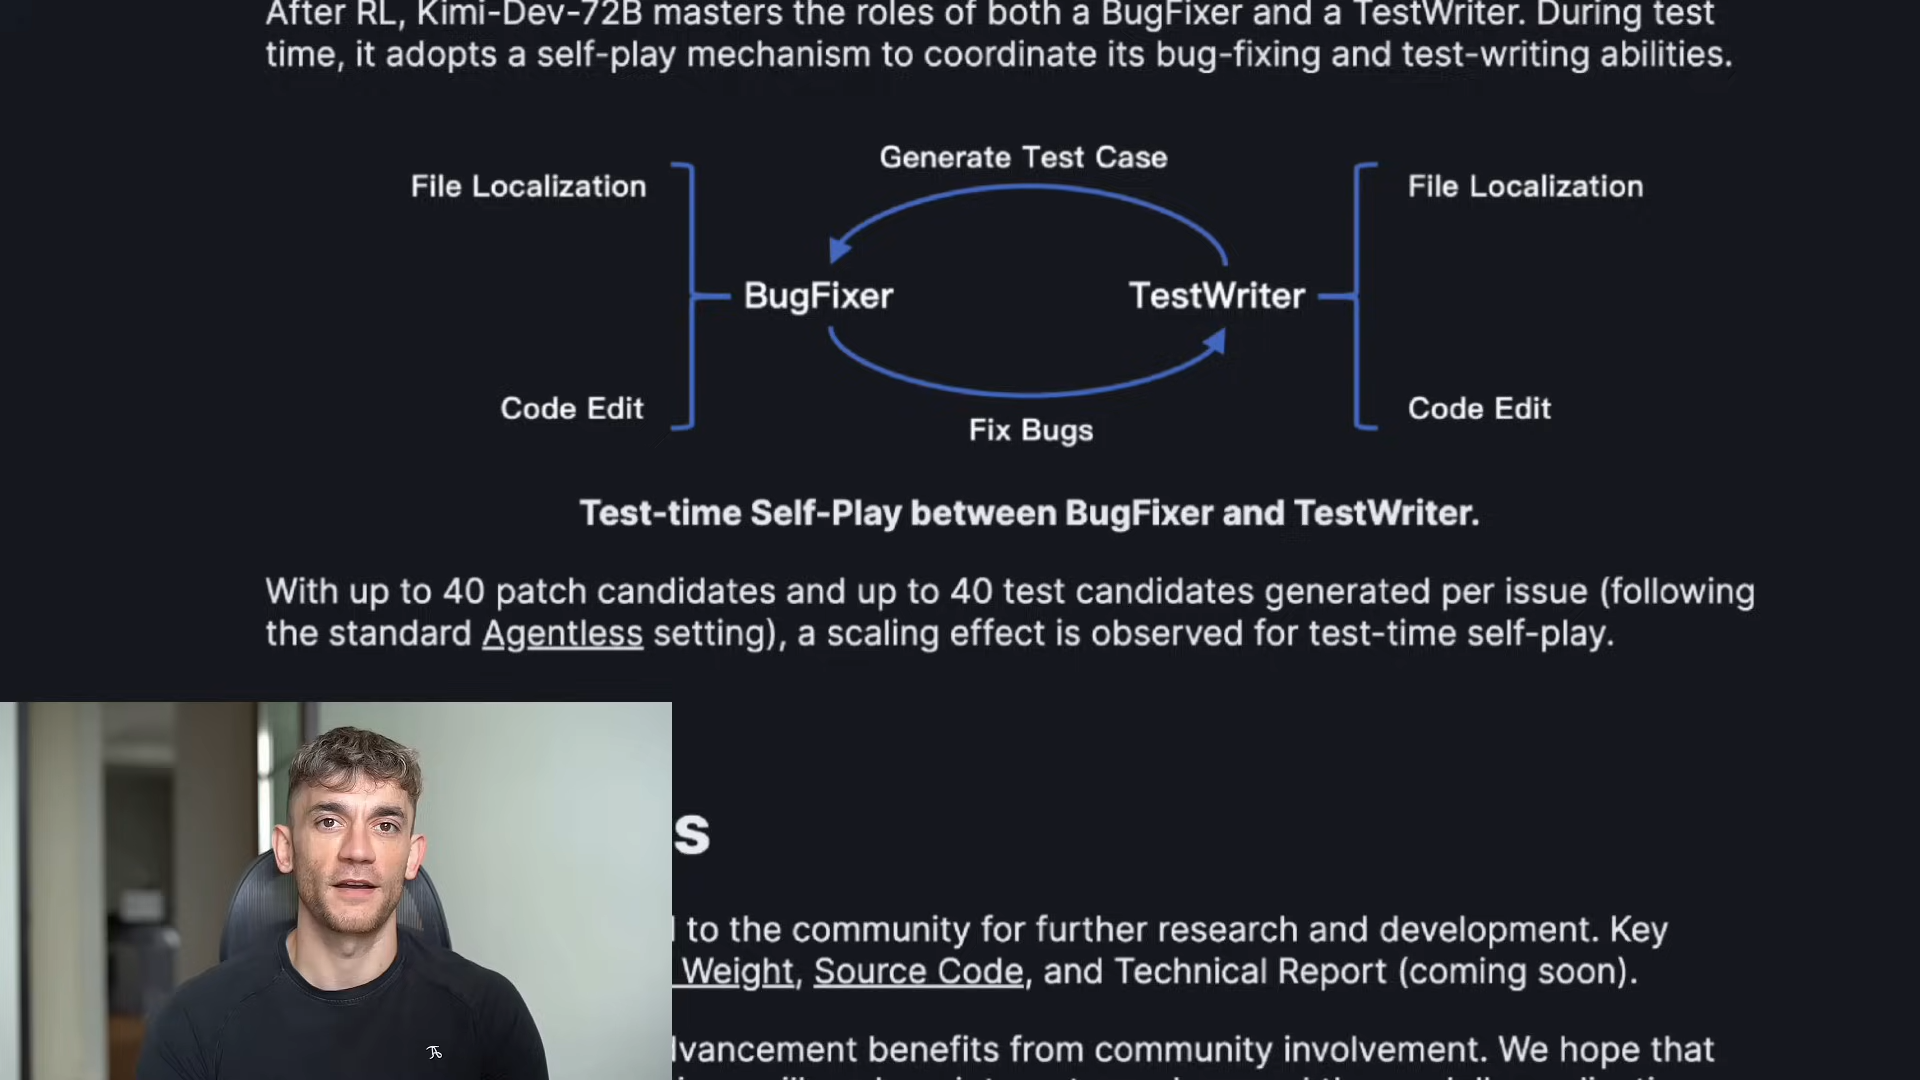 After RL, Kimi-Dev-72B masters the roles of both a BugFixer and a TestWriter. During test
time, it adopts a self-play mechanism to coordinate its bug-fixing and test-writing abilities.
Generate Test Case
File Localization
File Localization
BugFixer
TestWriter
Code Edit
Code Edit
Fix Bugs
Test-time Self-Play between BugFixer and TestWriter.
With up to 40 patch candidates and up to 40 test candidates generated per issue (following
the standard Agentless setting), a scaling effect is observed for test-time self-play.
s
to the community for further research and development. Key
Weight, Source Code, and Technical Report (coming soon).
vancement benefits from community involvement. We hope that